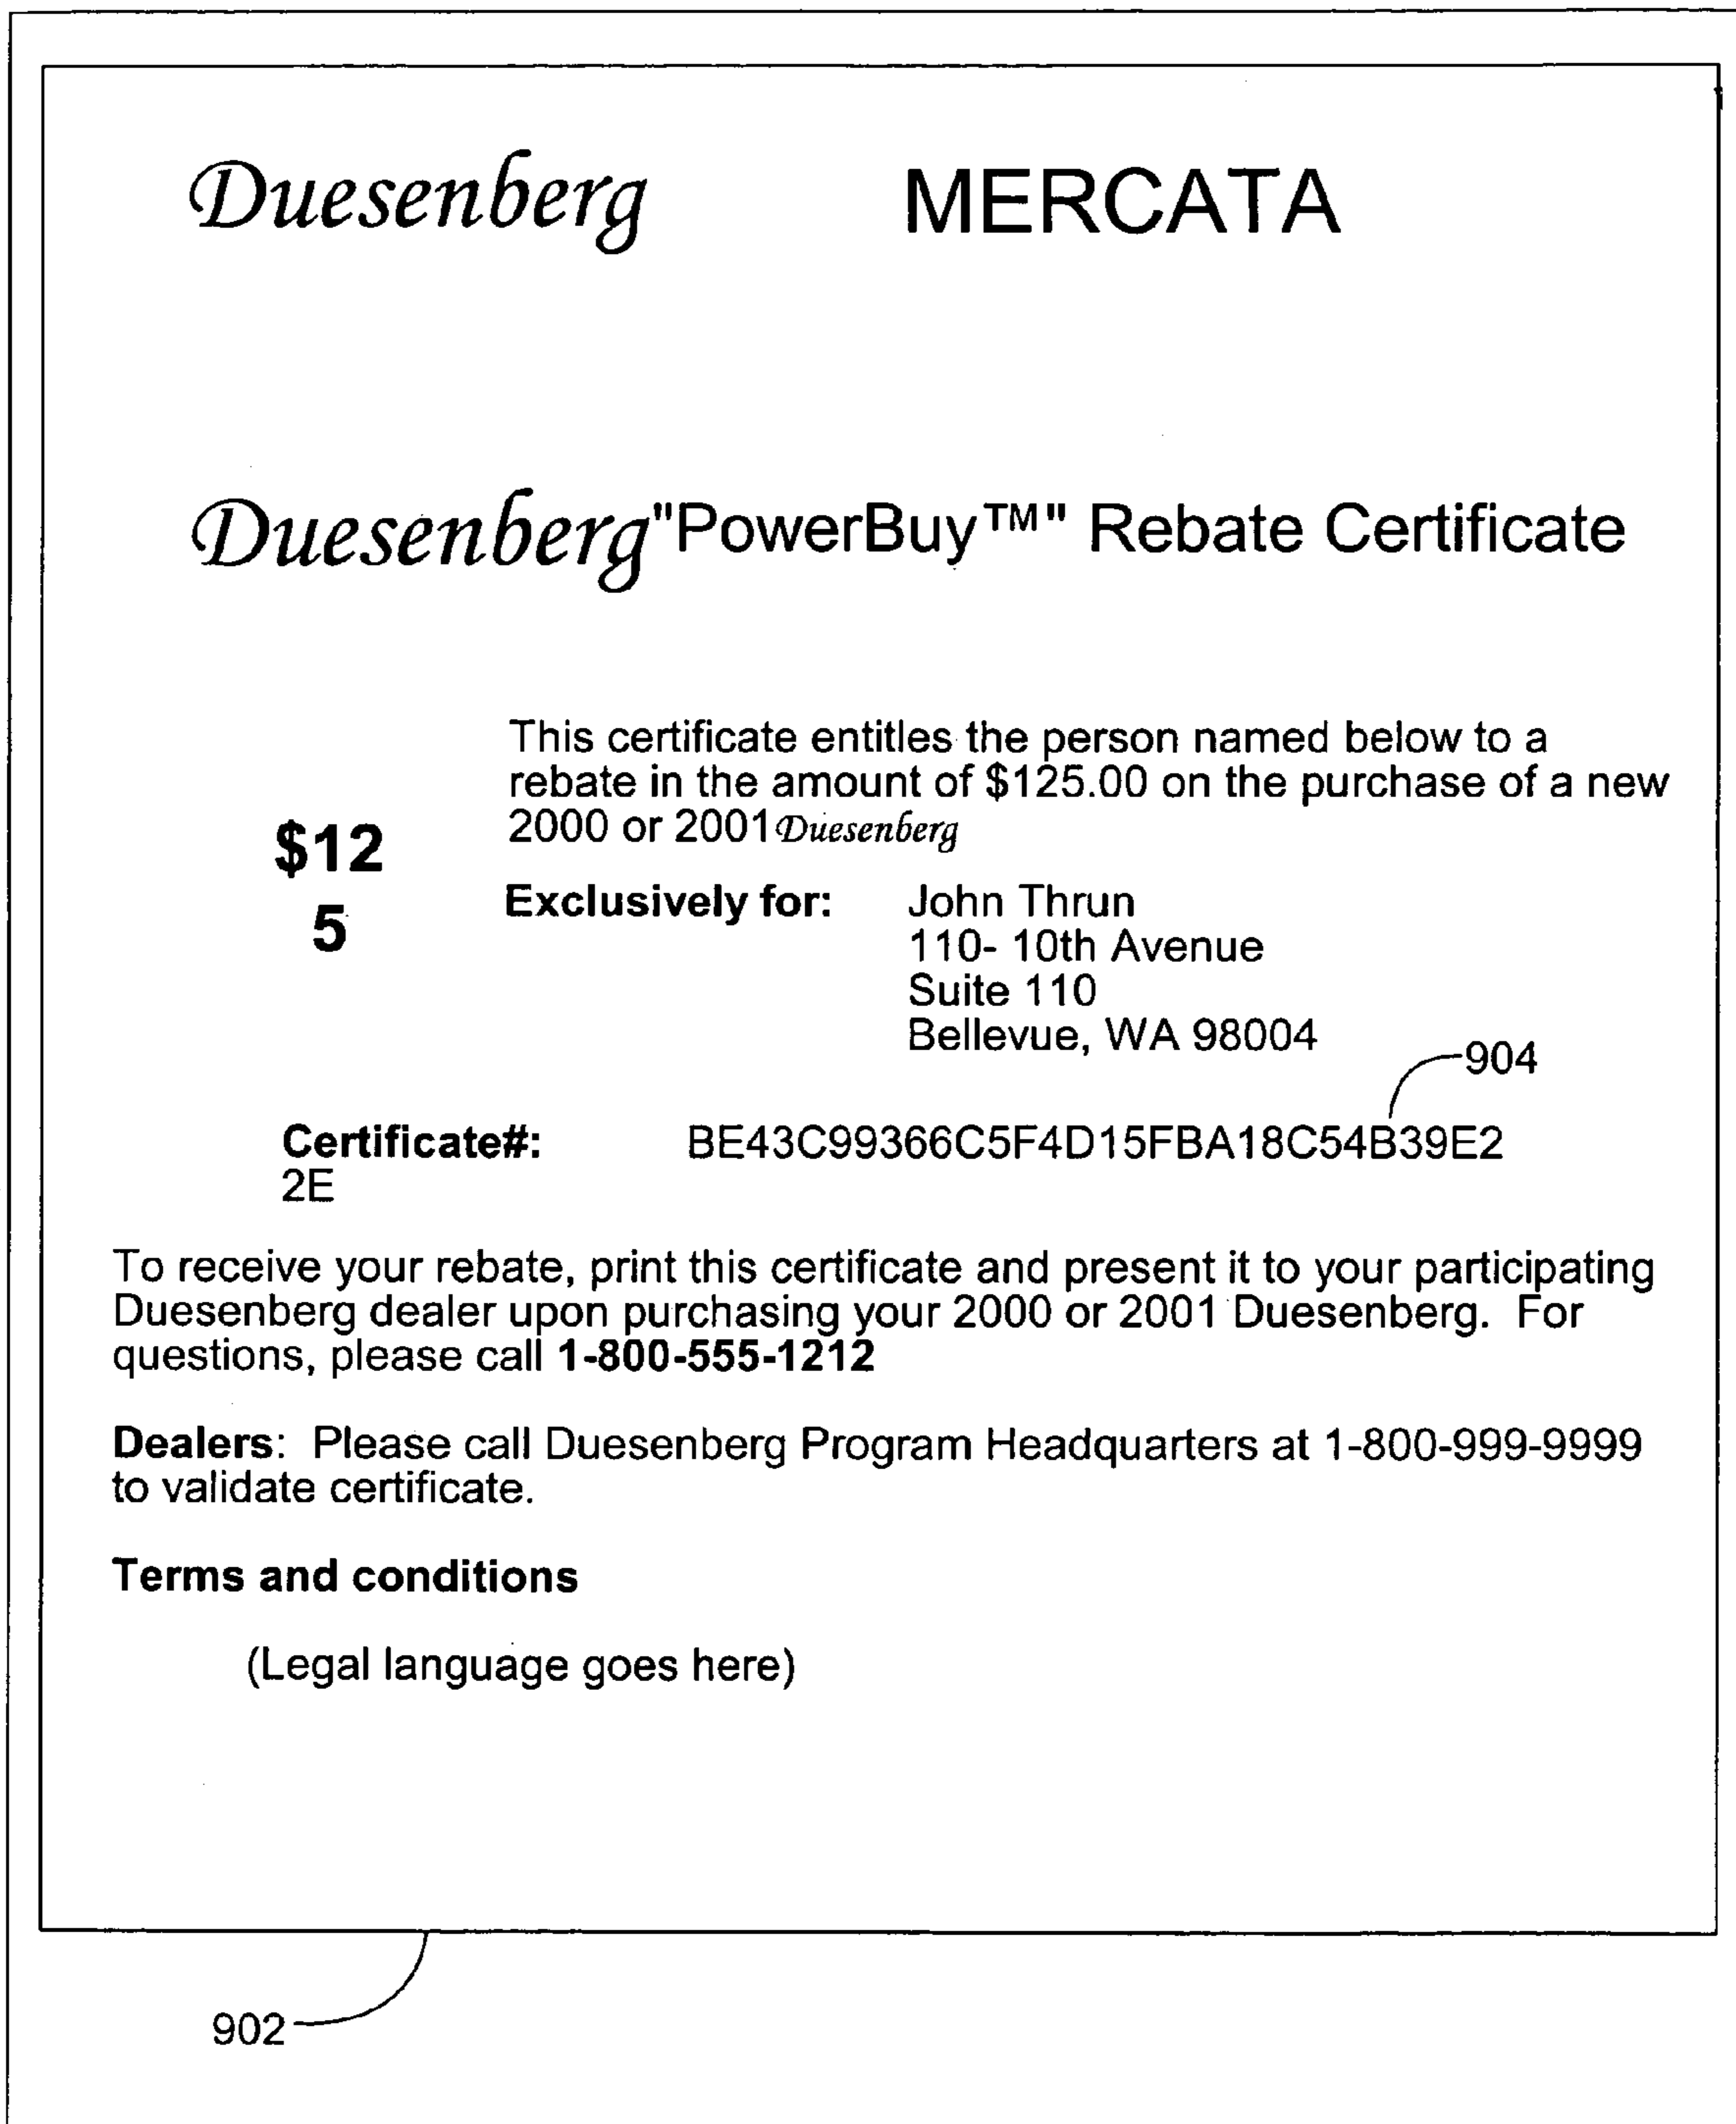 Duesenberg MERCATA
Duesenberg"PowerBuy™" Rebate Certificate
This certificate entitles the person named below to a
rebate in the amount of $125.00 on the purchase of a new
2000 or 2001 Duesenberg
$12
5
Exclusively for: John Thrun
110- 10th Avenue
Suite 110
Bellevue, WA 98004
904
Certificate#: BE43C99366C5F4D15FBA18C54B39E2
2E
To receive your rebate, print this certificate and present it to your participating
Duesenberg dealer upon purchasing your 2000 or 2001 Duesenberg. For
questions, please call 1-800-555-1212
Dealers: Please call Duesenberg Program Headquarters at 1-800-999-9999
to validate certificate.
Terms and conditions
(Legal language goes here)
902